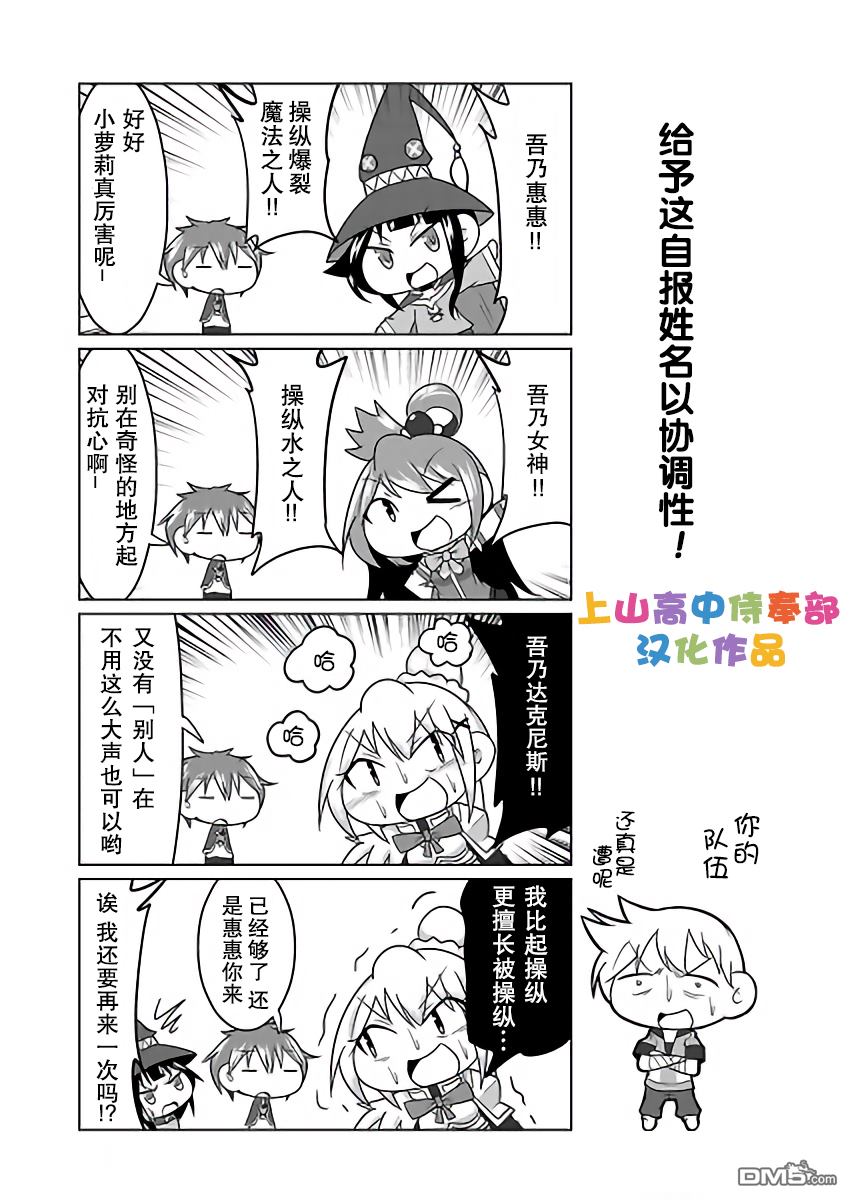 给予这自报姓名以协调性！
上山高中侍奉部
汉化作品
吾乃惠惠!!
操纵爆裂
魔法之人!!
好好
小萝莉真厉害呢-
吾乃女神!!
操纵水之人!!
别在奇怪的地方起
对抗心啊-
吾乃达克尼斯!!
哈
哈
哈
又没有「别人」在
不用这么大声也可以哟
我比起操纵
更擅长被操纵…
已经够了 还
是惠惠你来
诶 我还要再来一次吗!?
你的
队伍
还真是
遭呢
DM5.com